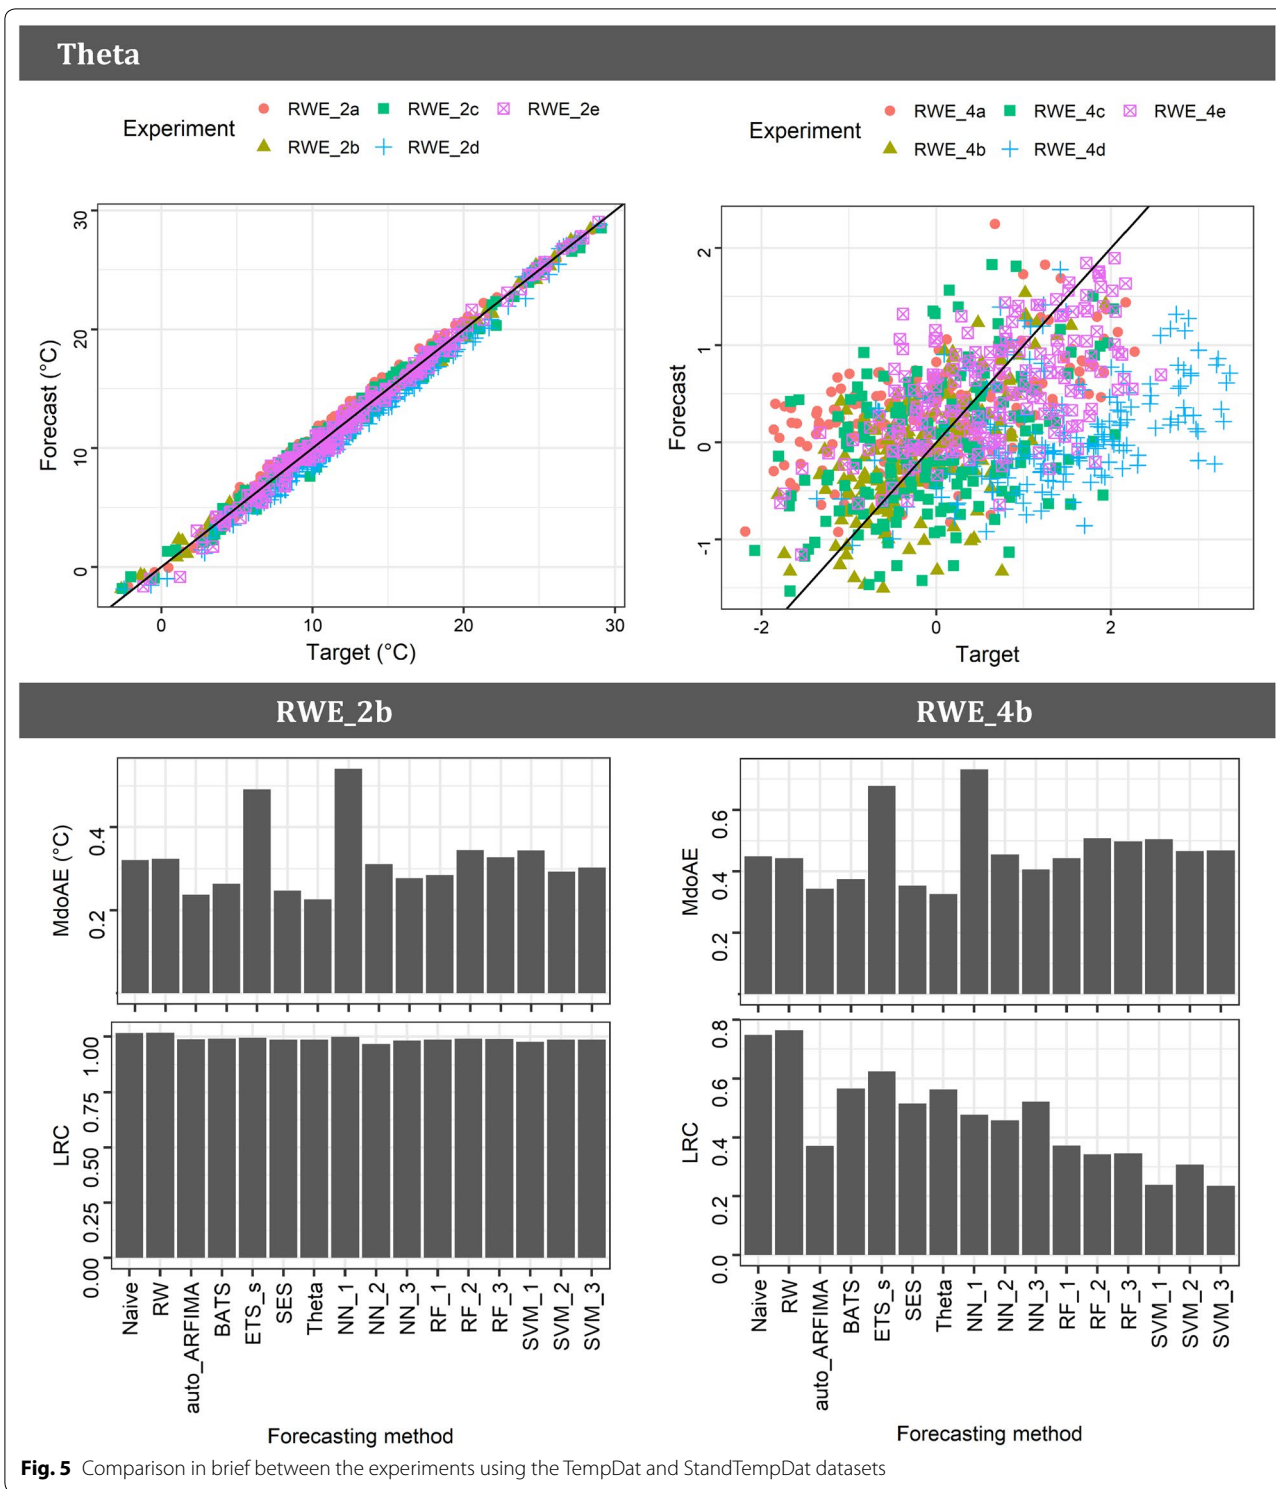 Theta
Experiment
RWE_2a RWE_2c RWE_2e
RWE_2b RWE_2d
Experiment
RWE_4a RWE_4c RWE_4e
RWE_4b RWE_4d
Forecast (°C)
30
20
10
0
0 10 20 30
Target (°C)
Forecast
2
1
0
-1
-2 0 2
Target
RWE_2b
RWE_4b
MdoAE (°C)
0.4
0.2
LRC
1.00
0.75
0.50
0.25
0.00
Naive
RW
auto_ARFIMA
BATS
ETS_s
SES
Theta
NN_1
NN_2
NN_3
RF_1
RF_2
RF_3
SVM_1
SVM_2
SVM_3
Forecasting method
MdoAE
0.6
0.4
0.2
LRC
0.8
0.6
0.4
0.2
0.0
Naive
RW
auto_ARFIMA
BATS
ETS_s
SES
Theta
NN_1
NN_2
NN_3
RF_1
RF_2
RF_3
SVM_1
SVM_2
SVM_3
Forecasting method
Fig. 5 Comparison in brief between the experiments using the TempDat and StandTempDat datasets